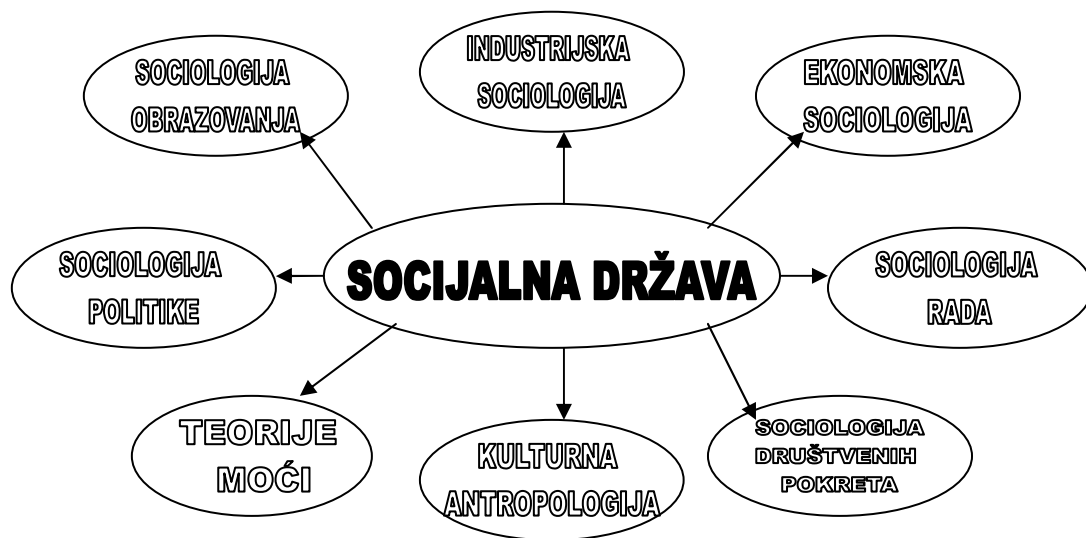 SOCIOLOGIJA
OBRAZOVANJA
INDUSTRIJSKA
SOCIOLOGIJA
EKONOMSKA
SOCIOLOGIJA
SOCIOLOGIJA
POLITIKE
SOCIJALNA DRŽAVA
SOCIOLOGIJA
RADA
TEORIJE
MOĆI
KULTURNA
ANTROPOLOGIJA
SOCIOLOGIJA
DRUŠTVENIH
POKRETA